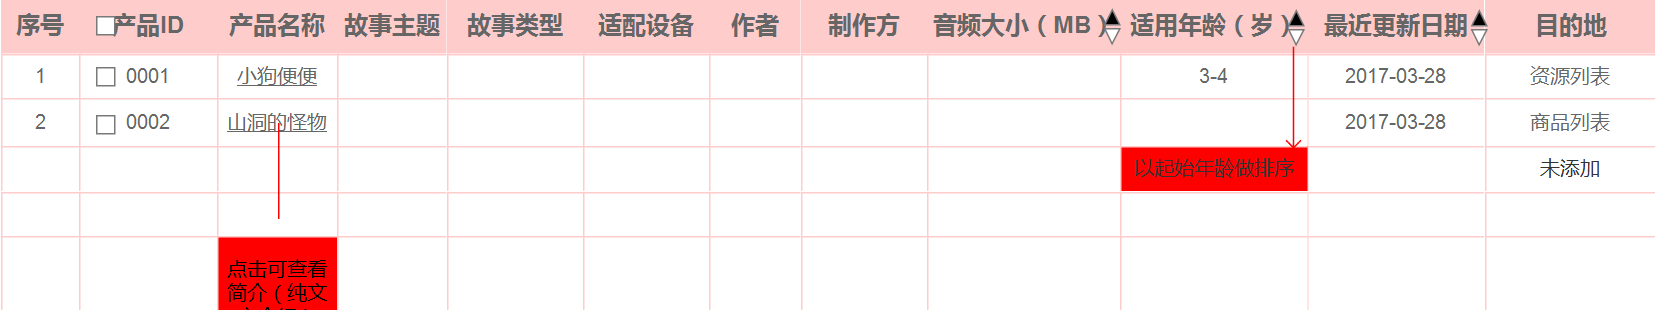 序号 产品ID 产品名称 故事主题 故事类型 适配设备 作者 制作方 音频大小（MB） 适用年龄（岁） 最近更新日期 目的地
1 0001 小狗便便 3-4 2017-03-28 资源列表
2 0002 山洞的怪物 2017-03-28 商品列表
以起始年龄做排序 未添加
点击可查看
简介（纯文